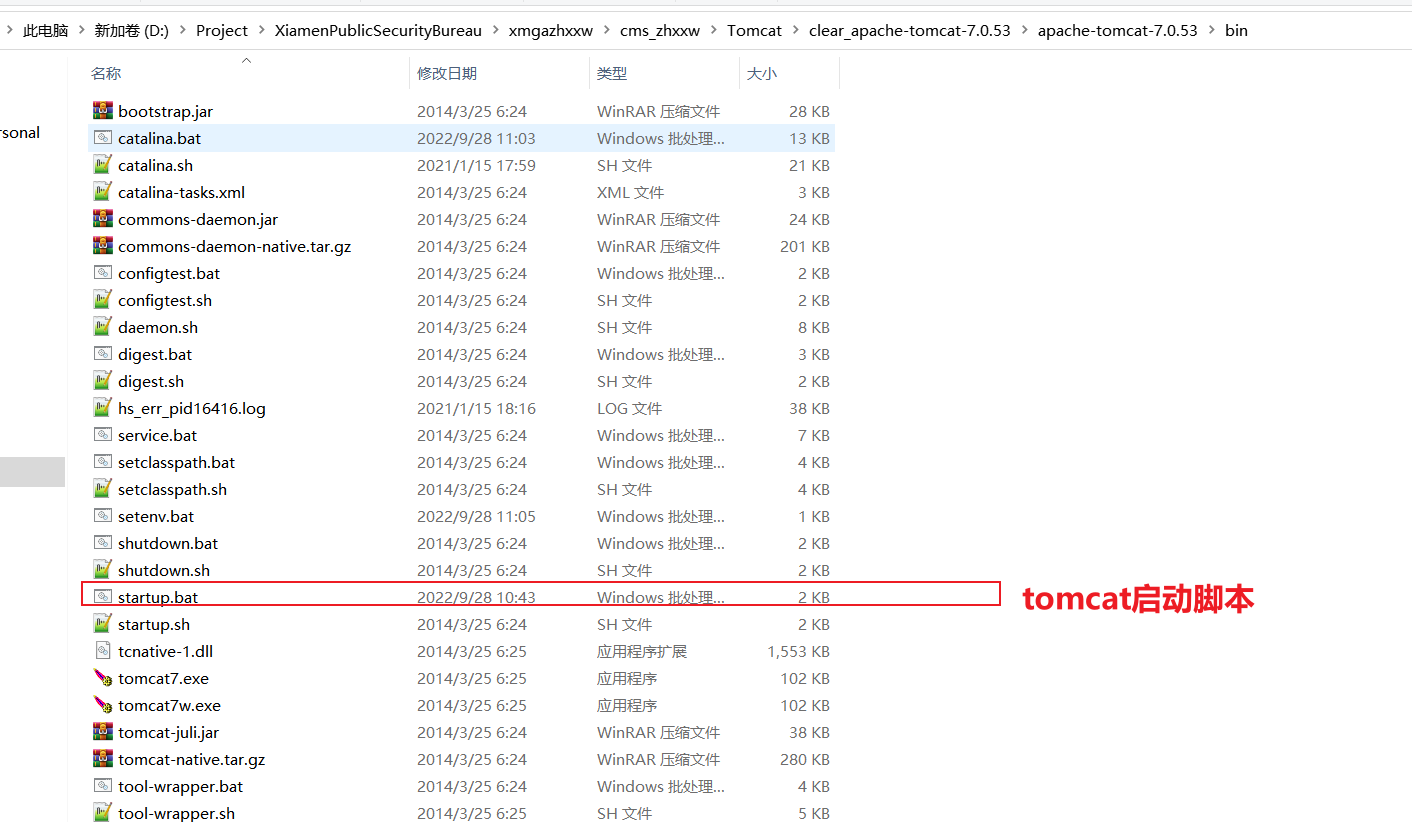 此电脑 > 新加卷 (D:) > Project > XiamenPublicSecurityBureau > xmgazhxxw > cms_zhxxw > Tomcat > clear_apache-tomcat-7.0.53 > apache-tomcat-7.0.53 > bin
名称 修改日期 类型 大小
bootstrap.jar 2014/3/25 6:24 WinRAR 压缩文件 28 KB
rsonal
catalina.bat 2022/9/28 11:03 Windows 批处理... 13 KB
catalina.sh 2021/1/15 17:59 SH 文件 21 KB
catalina-tasks.xml 2014/3/25 6:24 XML 文件 3 KB
commons-daemon.jar 2014/3/25 6:24 WinRAR 压缩文件 24 KB
commons-daemon-native.tar.gz 2014/3/25 6:24 WinRAR 压缩文件 201 KB
configtest.bat 2014/3/25 6:24 Windows 批处理... 2 KB
configtest.sh 2014/3/25 6:24 SH 文件 2 KB
daemon.sh 2014/3/25 6:24 SH 文件 8 KB
digest.bat 2014/3/25 6:24 Windows 批处理... 3 KB
digest.sh 2014/3/25 6:24 SH 文件 2 KB
hs_err_pid16416.log 2021/1/15 18:16 LOG 文件 38 KB
service.bat 2014/3/25 6:24 Windows 批处理... 7 KB
setclasspath.bat 2014/3/25 6:24 Windows 批处理... 4 KB
setclasspath.sh 2014/3/25 6:24 SH 文件 4 KB
setenv.bat 2022/9/28 11:05 Windows 批处理... 1 KB
shutdown.bat 2014/3/25 6:24 Windows 批处理... 2 KB
shutdown.sh 2014/3/25 6:24 SH 文件 2 KB
startup.bat 2022/9/28 10:43 Windows 批处理... 2 KB
tomcat启动脚本
startup.sh 2014/3/25 6:24 SH 文件 2 KB
tcnative-1.dll 2014/3/25 6:25 应用程序扩展 1,553 KB
tomcat7.exe 2014/3/25 6:25 应用程序 102 KB
tomcat7w.exe 2014/3/25 6:25 应用程序 102 KB
tomcat-juli.jar 2014/3/25 6:24 WinRAR 压缩文件 38 KB
tomcat-native.tar.gz 2014/3/25 6:24 WinRAR 压缩文件 280 KB
tool-wrapper.bat 2014/3/25 6:24 Windows 批处理... 4 KB
tool-wrapper.sh 2014/3/25 6:25 SH 文件 5 KB